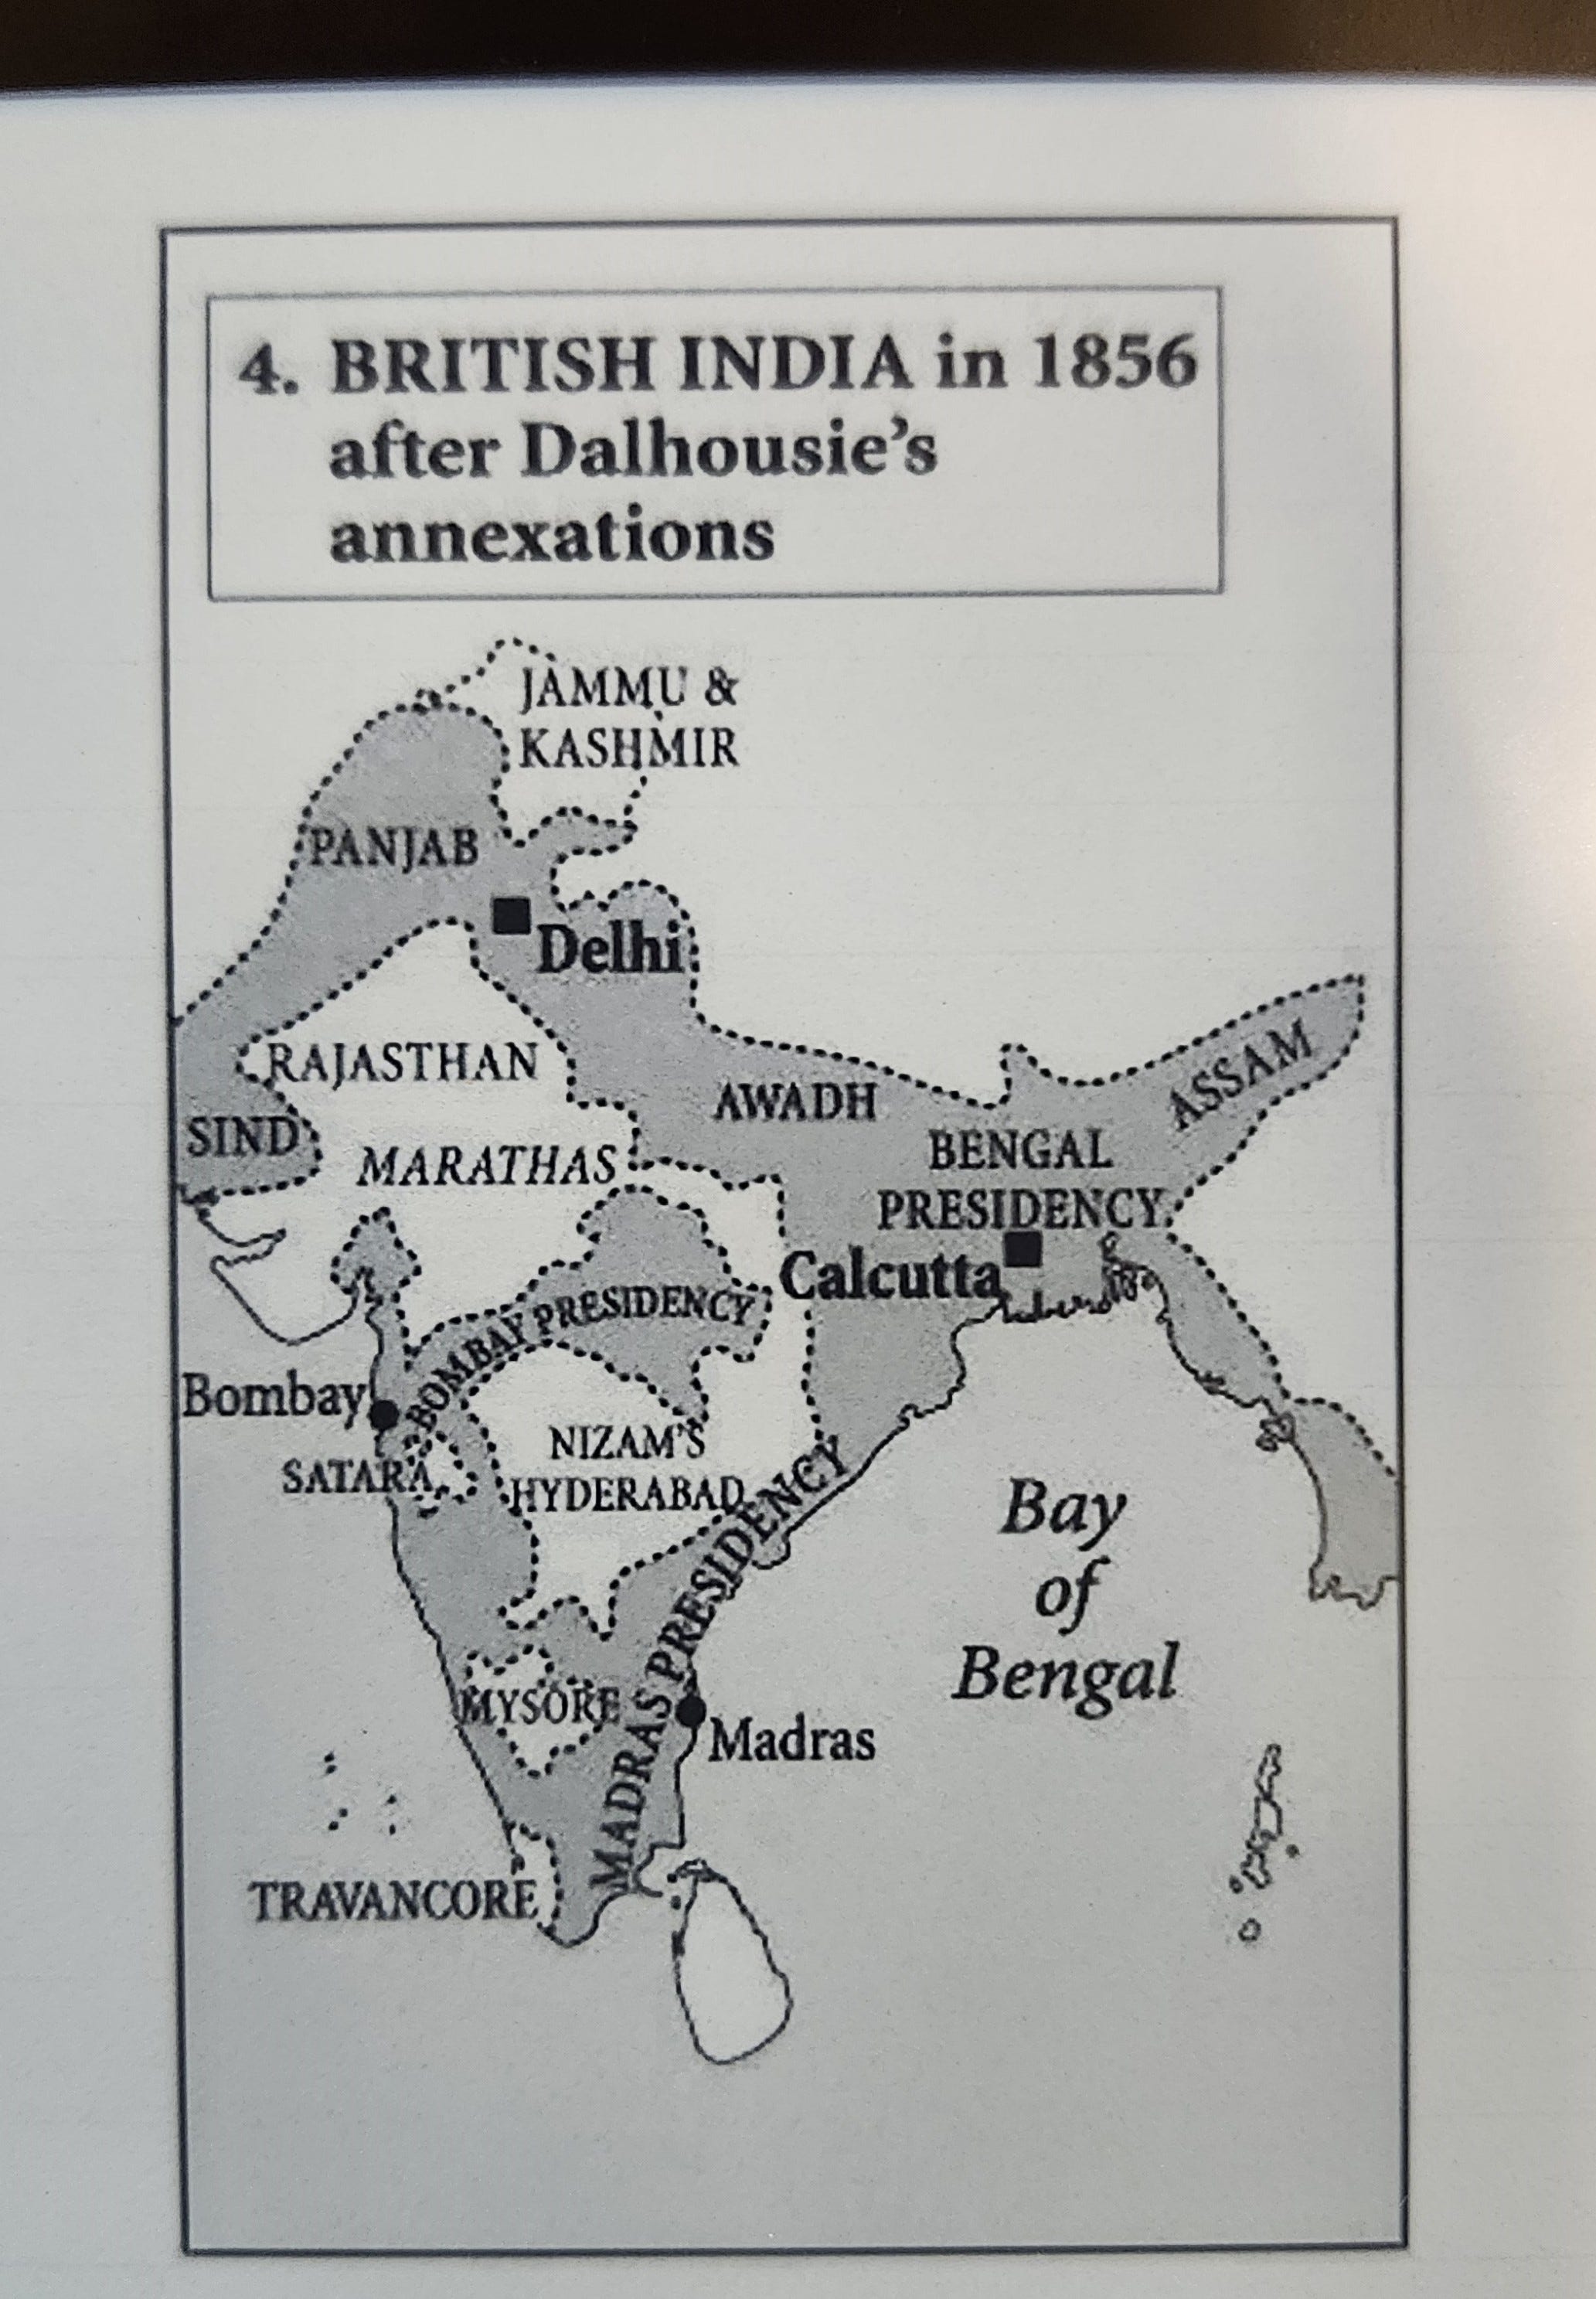 4. BRITISH INDIA in 1856
after Dalhousie's
annexations
JAMMU &
KASHMIR
PANJAB
Delhi
RAJASTHAN
AWADH
ASSAM
SIND
MARATHAS
BENGAL
PRESIDENCY
Calcutta
BOMBAY PRESIDENCY
Bombay
SATARA
NIZAM'S
HYDERABAD
Bay
of
Bengal
MADRAS PRESIDENCY
MYSORE
Madras
TRAVANCORE